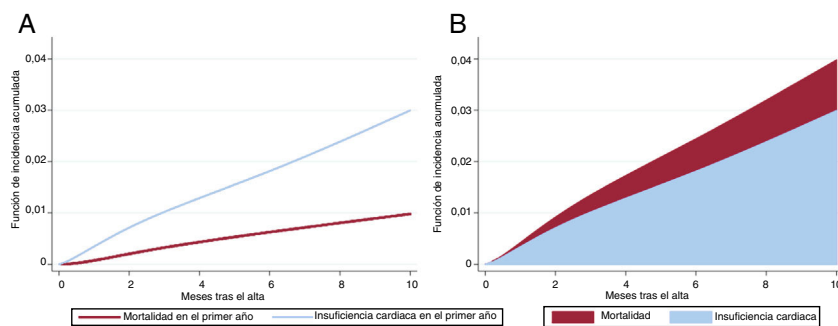 A
Función de incidencia acumulada
0,04
0,03
0,02
0,01
0
0 2 4 6 8 10
Meses tras el alta
Mortalidad en el primer año Insuficiencia cardiaca en el primer año
B
Función de incidencia acumulada
0,04
0,03
0,02
0,01
0
0 2 4 6 8 10
Meses tras el alta
Mortalidad Insuficiencia cardiaca